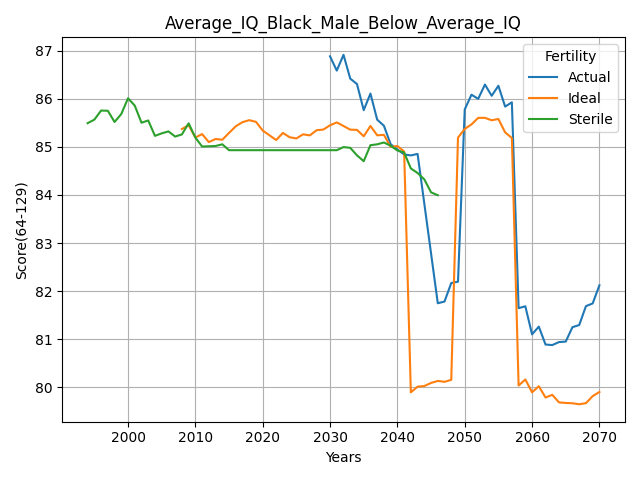 Average_IQ_Black_Male_Below_Average_IQ
Fertility
Actual
Ideal
Sterile
Score(64-129)
87
86
85
84
83
82
81
80
2000
2010
2020
2030
2040
2050
2060
2070
Years